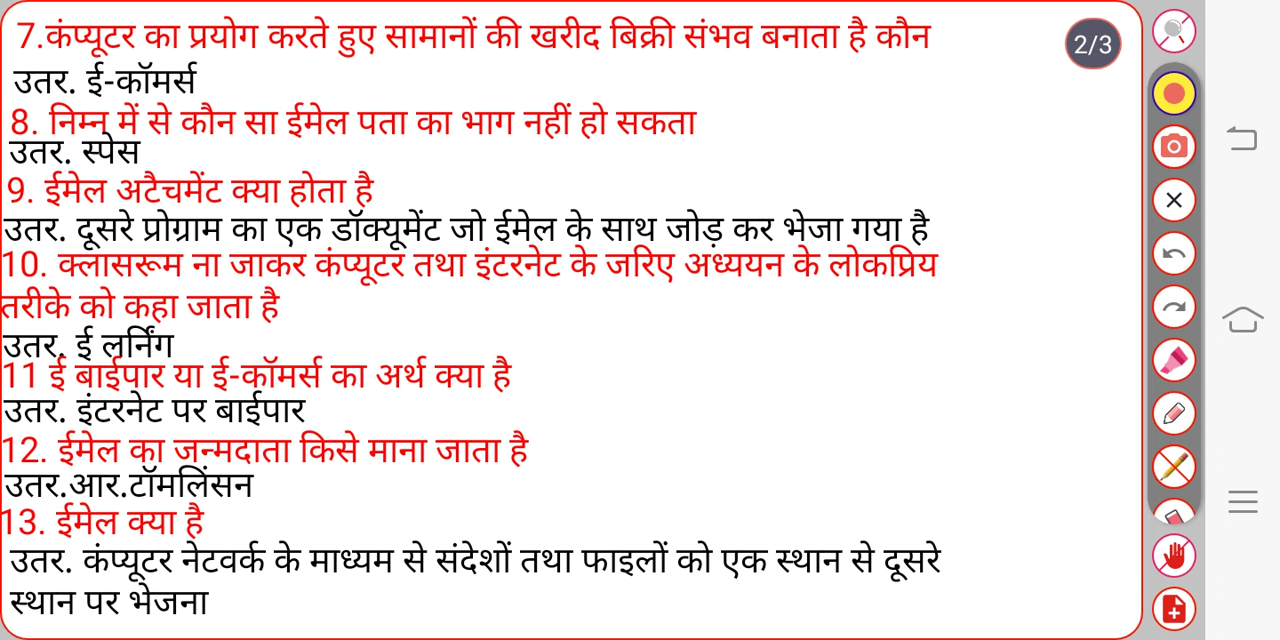 7.कंप्यूटर का प्रयोग करते हुए सामानों की खरीद बिक्री संभव बनाता है कौन
2/3
उतर. ई-कॉमर्स
8. निम्न में से कौन सा ईमेल पता का भाग नहीं हो सकता
उतर. स्पेस
9. ईमेल अटैचमेंट क्या होता है
उतर. दूसरे प्रोग्राम का एक डॉक्यूमेंट जो ईमेल के साथ जोड़ कर भेजा गया है
10. क्लासरूम ना जाकर कंप्यूटर तथा इंटरनेट के जरिए अध्ययन के लोकप्रिय
तरीके को कहा जाता है
उतर. ई लर्निंग
11 ई बाईपार या ई-कॉमर्स का अर्थ क्या है
उतर. इंटरनेट पर बाईपार
12. ईमेल का जन्मदाता किसे माना जाता है
उतर.आर.टॉमलिंसन
13. ईमेल क्या है
उतर. कंप्यूटर नेटवर्क के माध्यम से संदेशों तथा फाइलों को एक स्थान से दूसरे
स्थान पर भेजना